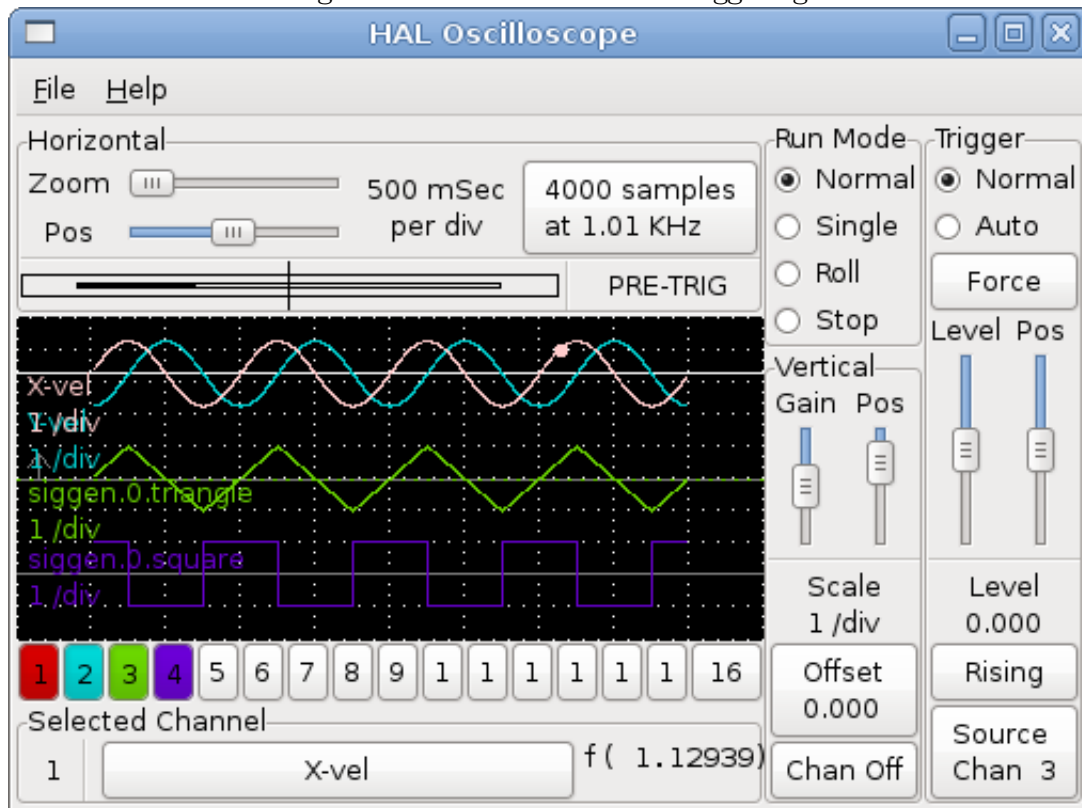 HAL Oscilloscope
File Help
Horizontal
Zoom
Pos
500 mSec
per div
4000 samples
at 1.01 KHz
PRE-TRIG
Run Mode
Normal
Single
Roll
Stop
Trigger
Normal
Auto
Force
Level Pos
X-vel
1 /div
Y-vel
1 /div
siggen.0.triangle
1 /div
siggen.0.square
1 /div
Vertical
Gain Pos
Scale
1 /div
Offset
0.000
Chan Off
Level
0.000
Rising
Source
Chan 3
1 2 3 4 5 6 7 8 9 1 1 1 1 1 1 16
Selected Channel
1 X-vel f( 1.12939)